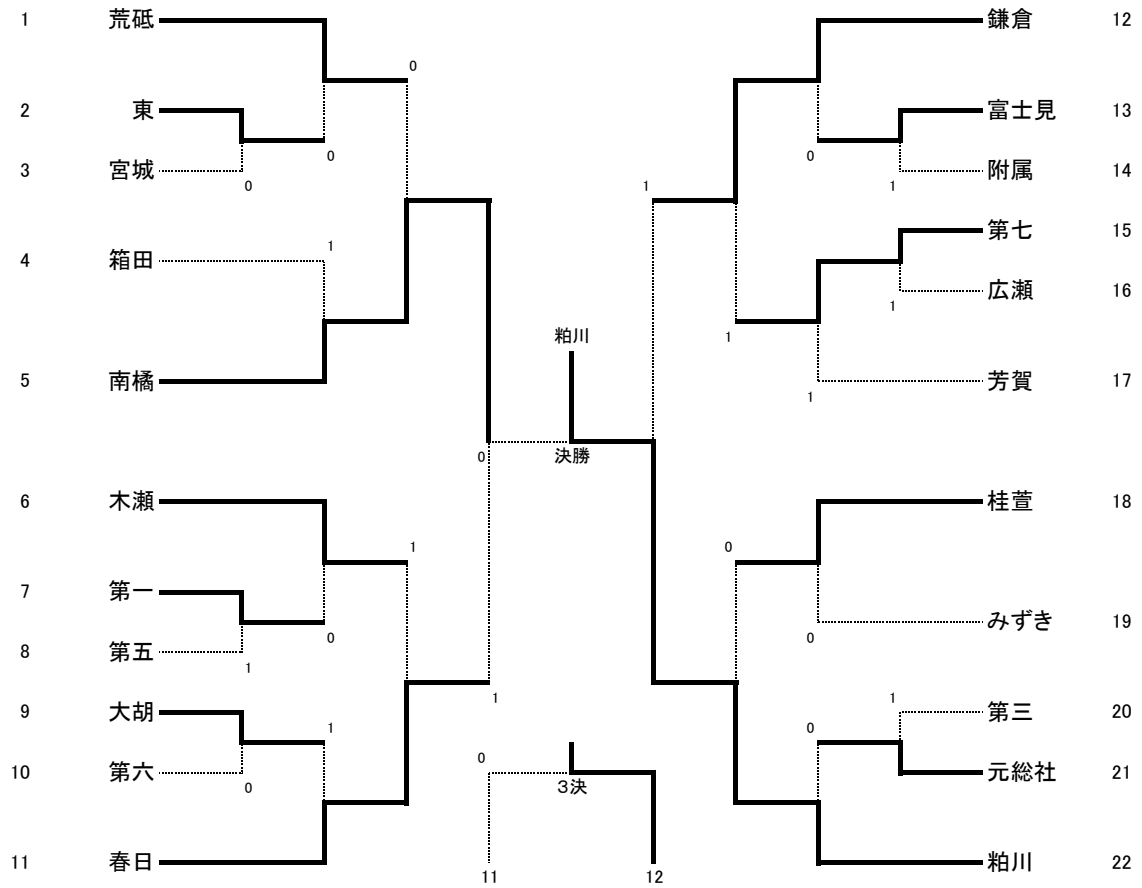 1 荒砥
0
2 東
0
3 宮城
0
1
4 箱田
5 南橘
0
6 木瀬
1
7 第一
0
8 第五
1
9 大胡
1
10 第六
0
11 春日
1
粕川
決勝
0
3決
11 12
鎌倉 12
富士見 13
0
附属 14
1
1
第七 15
広瀬 16
1
1
芳賀 17
1
桂萱 18
0
みずき 19
0
1
第三 20
0
元総社 21
粕川 22